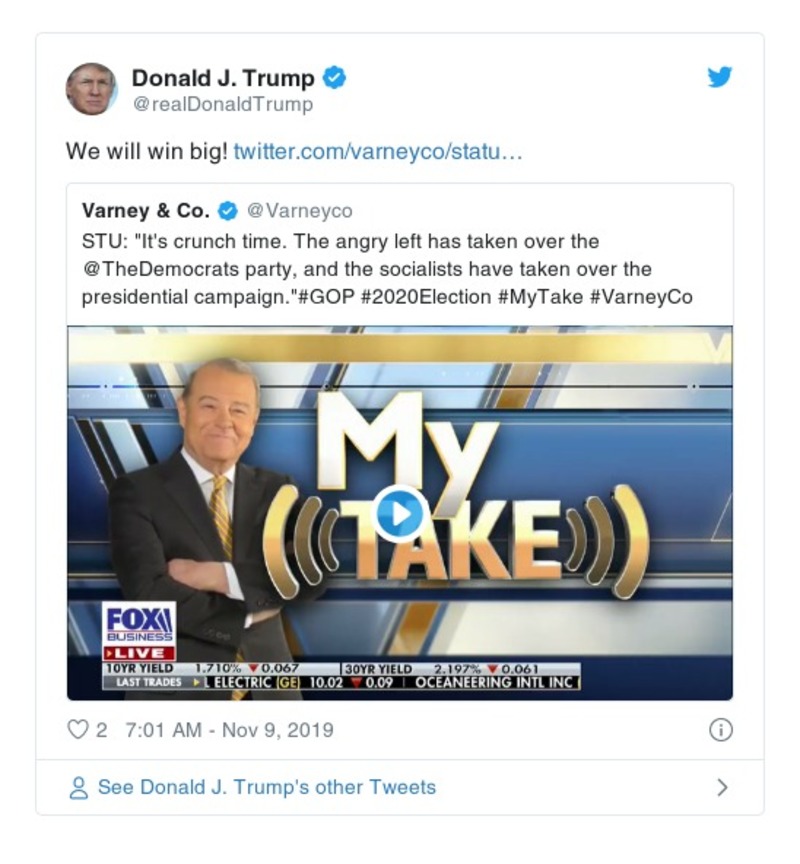 Donald J. Trump
@realDonaldTrump
We will win big! twitter.com/varneyco/statu…
Varney & Co. @Varneyco
STU: "It's crunch time. The angry left has taken over the
@TheDemocrats party, and the socialists have taken over the
presidential campaign."#GOP #2020Election #MyTake #VarneyCo
My
TAKE
FOX
BUSINESS
LIVE
10YR YIELD 1.710% ▼0.067 30YR YIELD 2.197% ▼0.061
LAST TRADES L ELECTRIC (GE) 10.02 ▼0.09 OCEANEERING INTL INC
2 7:01 AM - Nov 9, 2019
See Donald J. Trump's other Tweets